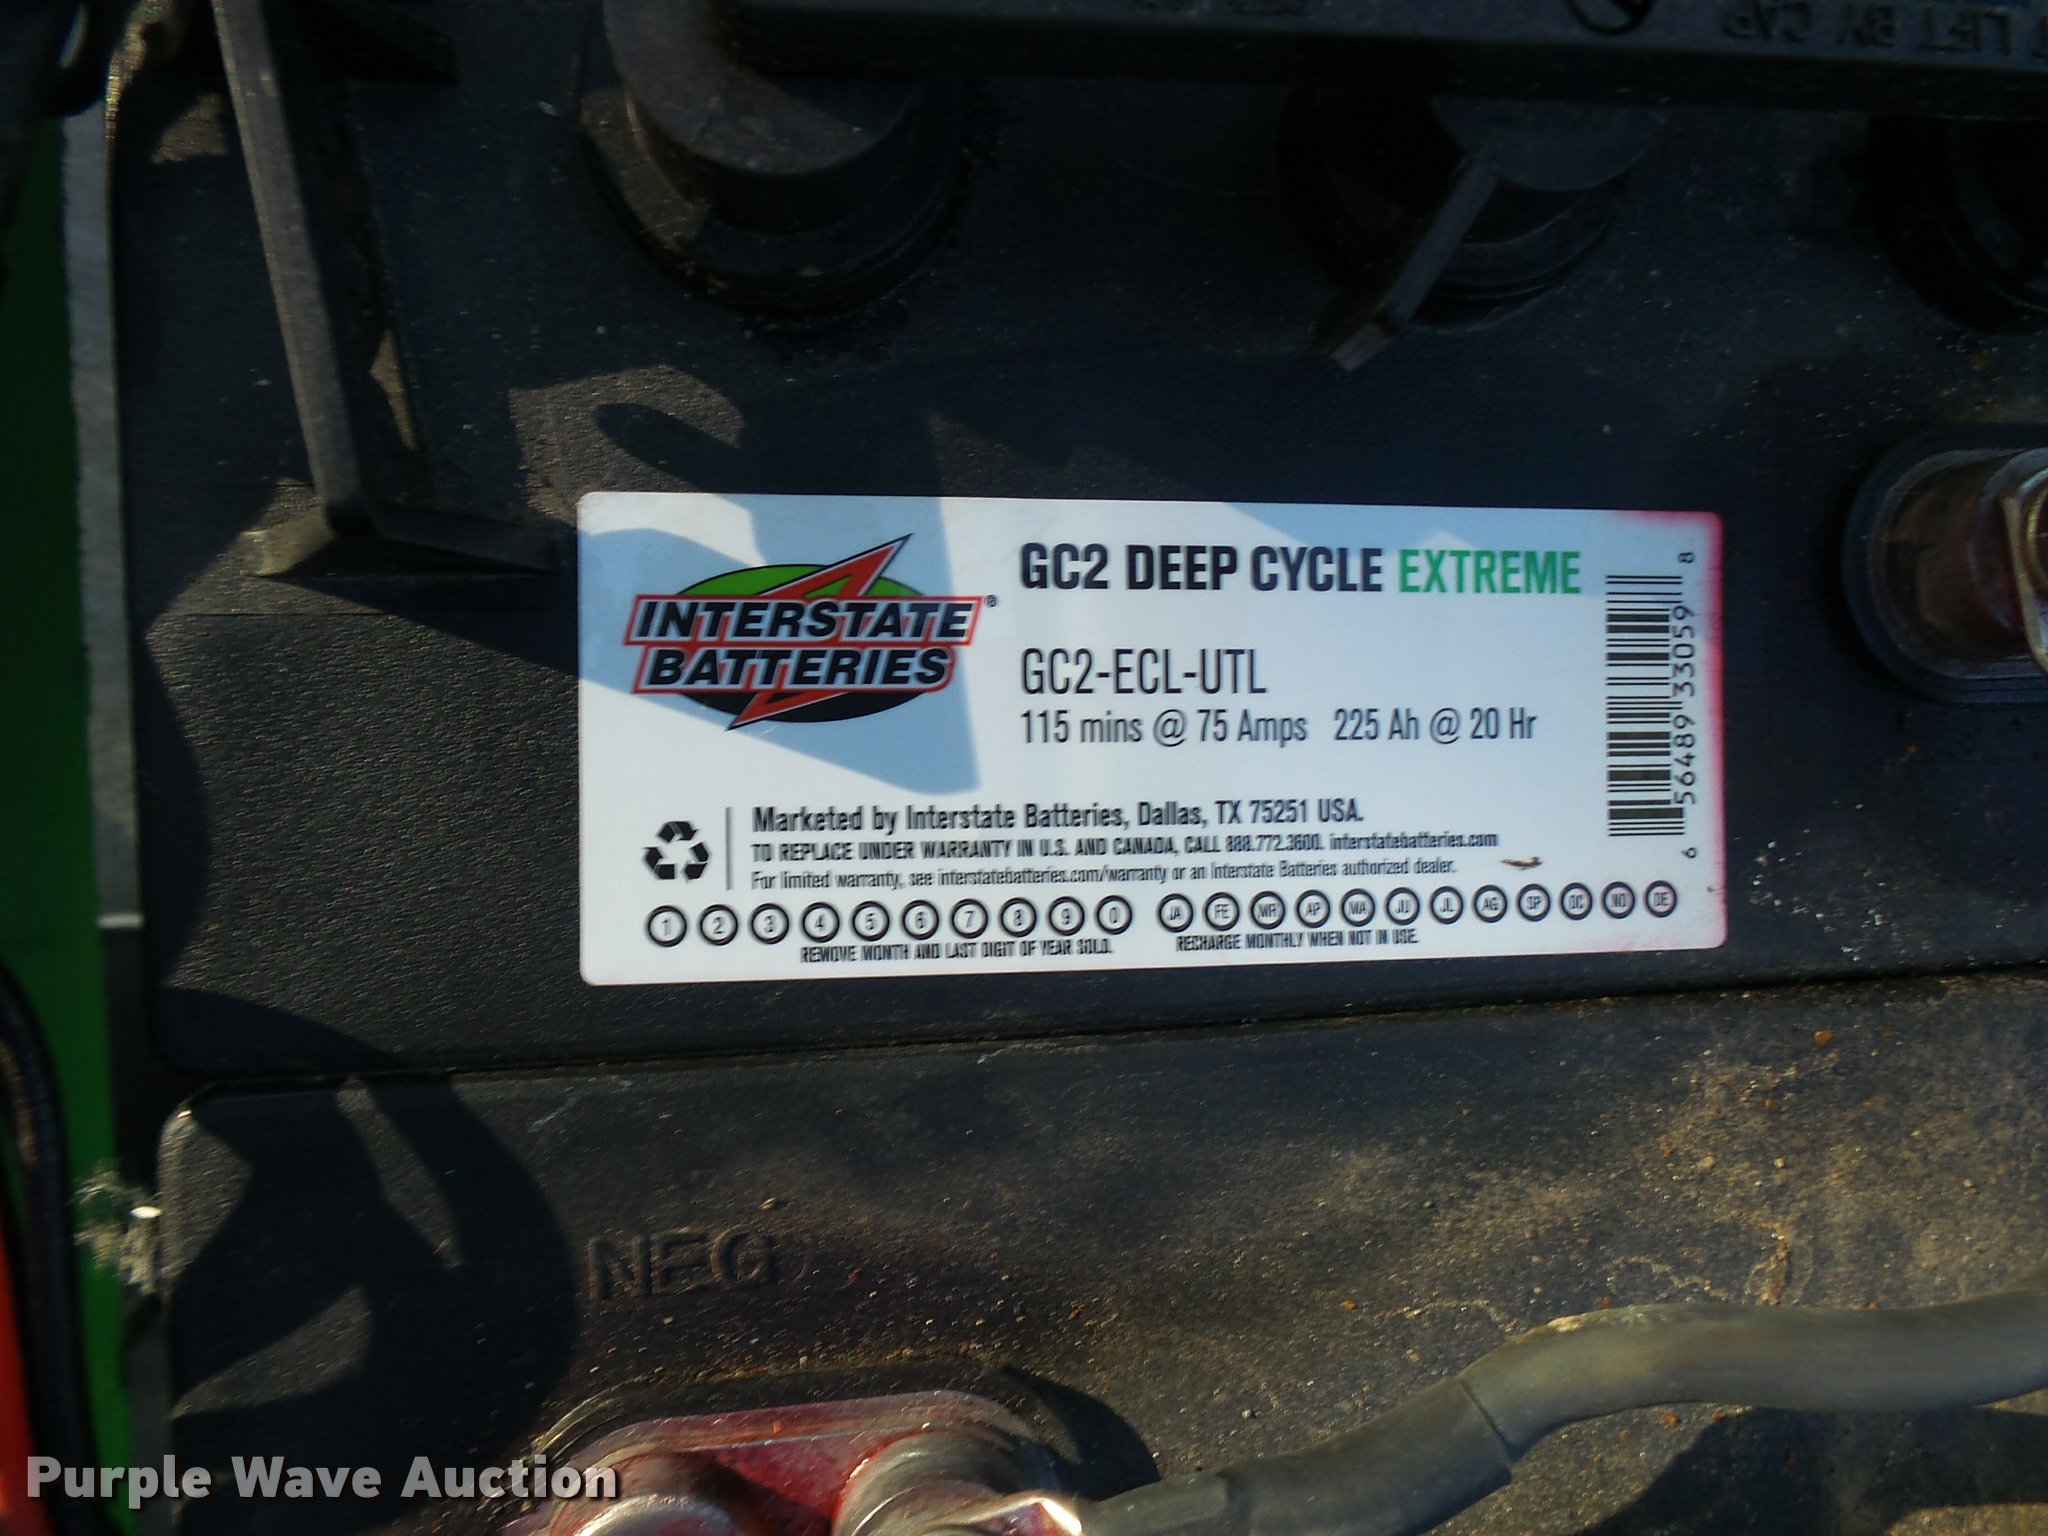 LIFT BY CAP
INTERSTATE
BATTERIES®
GC2 DEEP CYCLE EXTREME
GC2-ECL-UTL
115 mins @ 75 Amps 225 Ah @ 20 Hr
6 56489 33059 8
Marketed by Interstate Batteries, Dallas, TX 75251 USA.
TO REPLACE UNDER WARRANTY IN U.S. AND CANADA, CALL 888.772.3600. interstatebatteries.com
For limited warranty, see interstatebatteries.com/warranty or an Interstate Batteries authorized dealer.
1 2 3 4 5 6 7 8 9 0 JA FE MR AP MA JU JL AG SP OC NO DE
REMOVE MONTH AND LAST DIGIT OF YEAR SOLD. RECHARGE MONTHLY WHEN NOT IN USE.
NEG
Purple Wave Auction